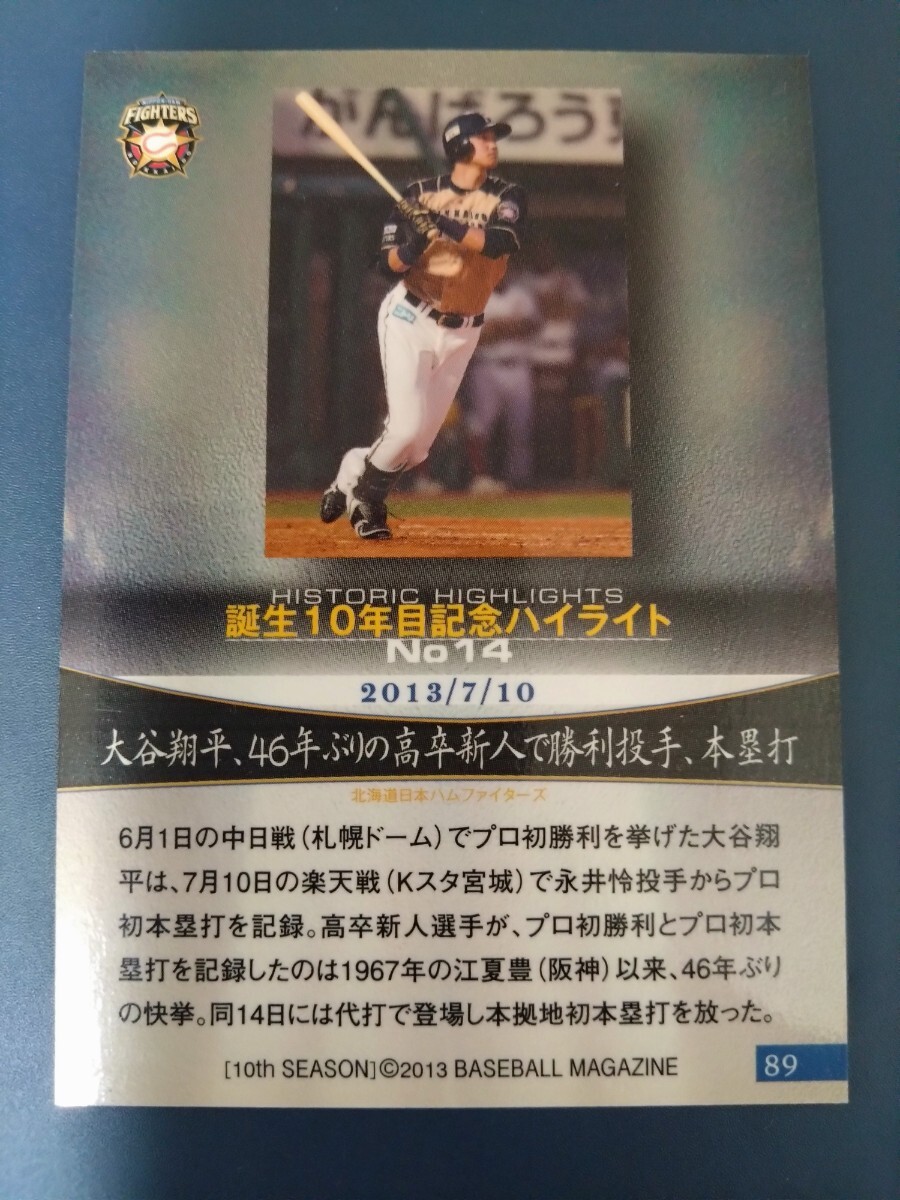 FIGHTERS
がんばろう東
HISTORIC HIGHLIGHTS
誕生10年目記念ハイライト
No14
2013/7/10
大谷翔平、46年ぶりの高卒新人で勝利投手、本塁打
北海道日本ハムファイターズ
6月1日の中日戦(札幌ドーム)でプロ初勝利を挙げた大谷翔
平は、7月10日の楽天戦(Kスタ宮城)で永井怜投手からプロ
初本塁打を記録。高卒新人選手が、プロ初勝利とプロ初本
塁打を記録したのは1967年の江夏豊(阪神)以来、46年ぶり
の快挙。同14日には代打で登場し本拠地初本塁打を放った。
[10th SEASON]©2013 BASEBALL MAGAZINE
89